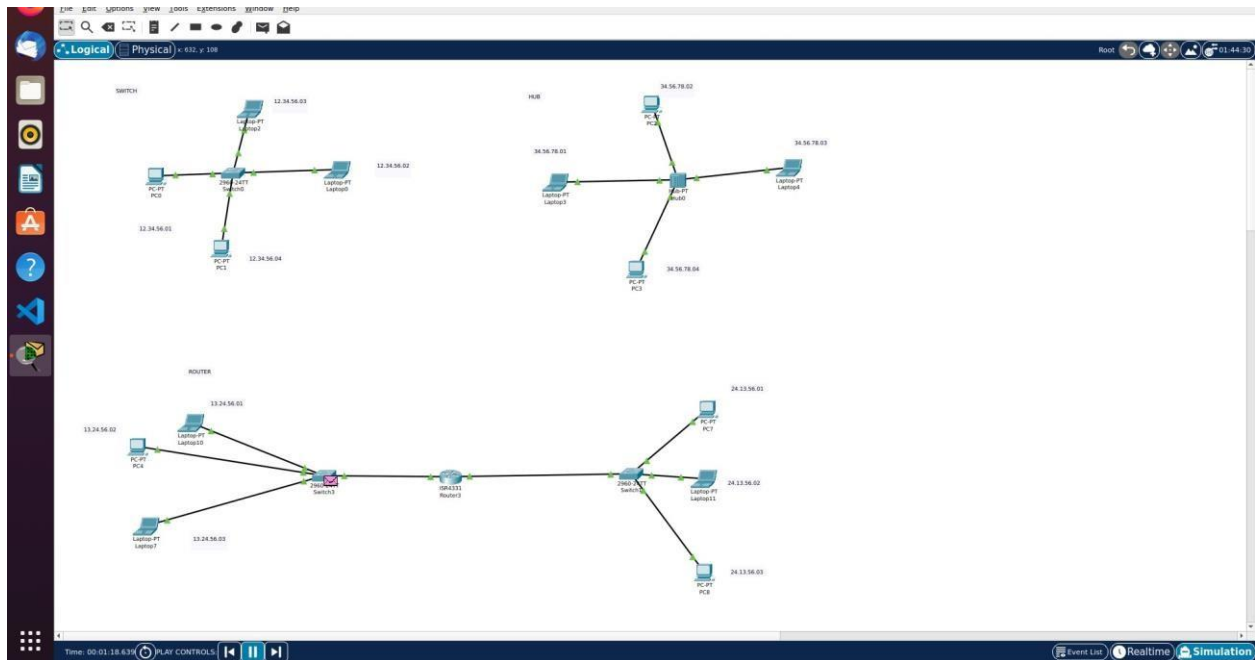 File Edit Options View Tools Extensions Window Help
Logical Physical x: 632, y: 108
Root 01:44:30
SWITCH
12.34.56.03
Laptop-PT
Laptop2
12.34.56.02
PC-PT
PC0
2960-24TT
Switch0
Laptop-PT
Laptop0
12.34.56.01
PC-PT
PC1
12.34.56.04
HUB
34.56.78.02
PC-PT
34.56.78.01
34.56.78.03
Laptop-PT
Laptop3
Hub0
Laptop-PT
Laptop4
PC-PT
PC3
34.56.78.04
ROUTER
13.24.56.01
13.24.56.02
Laptop-PT
Laptop10
PC-PT
2960-24TT
Switch3
ISR4331
Router3
Laptop-PT
Laptop7
13.24.56.03
24.13.56.01
PC-PT
PC7
2960-24TT
Laptop-PT
Laptop11
24.13.56.02
PC-PT
PC8
24.13.56.03
Time: 00:01:18.639 PLAY CONTROLS:
Event List Realtime Simulation